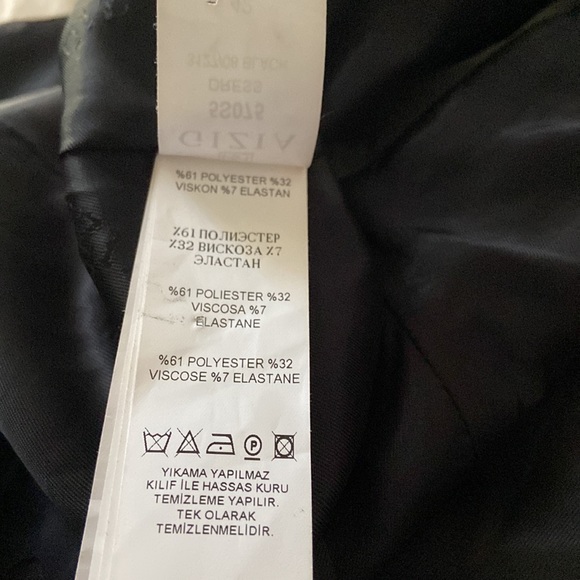 42
BLACK
DRESS
GIZIA
%61 POLYESTER %32
VISKON %7 ELASTAN
%61 ПОЛИЭСТЕР
%32 ВИСКОЗА %7
ЭЛАСТАН
%61 POLIESTER %32
VISCOSA %7
ELASTANE
%61 POLYESTER %32
VISCOSE %7 ELASTANE
P
YIKAMA YAPILMAZ
KILIF İLE HASSAS KURU
TEMİZLEME YAPILIR.
TEK OLARAK
TEMİZLENMELİDİR.